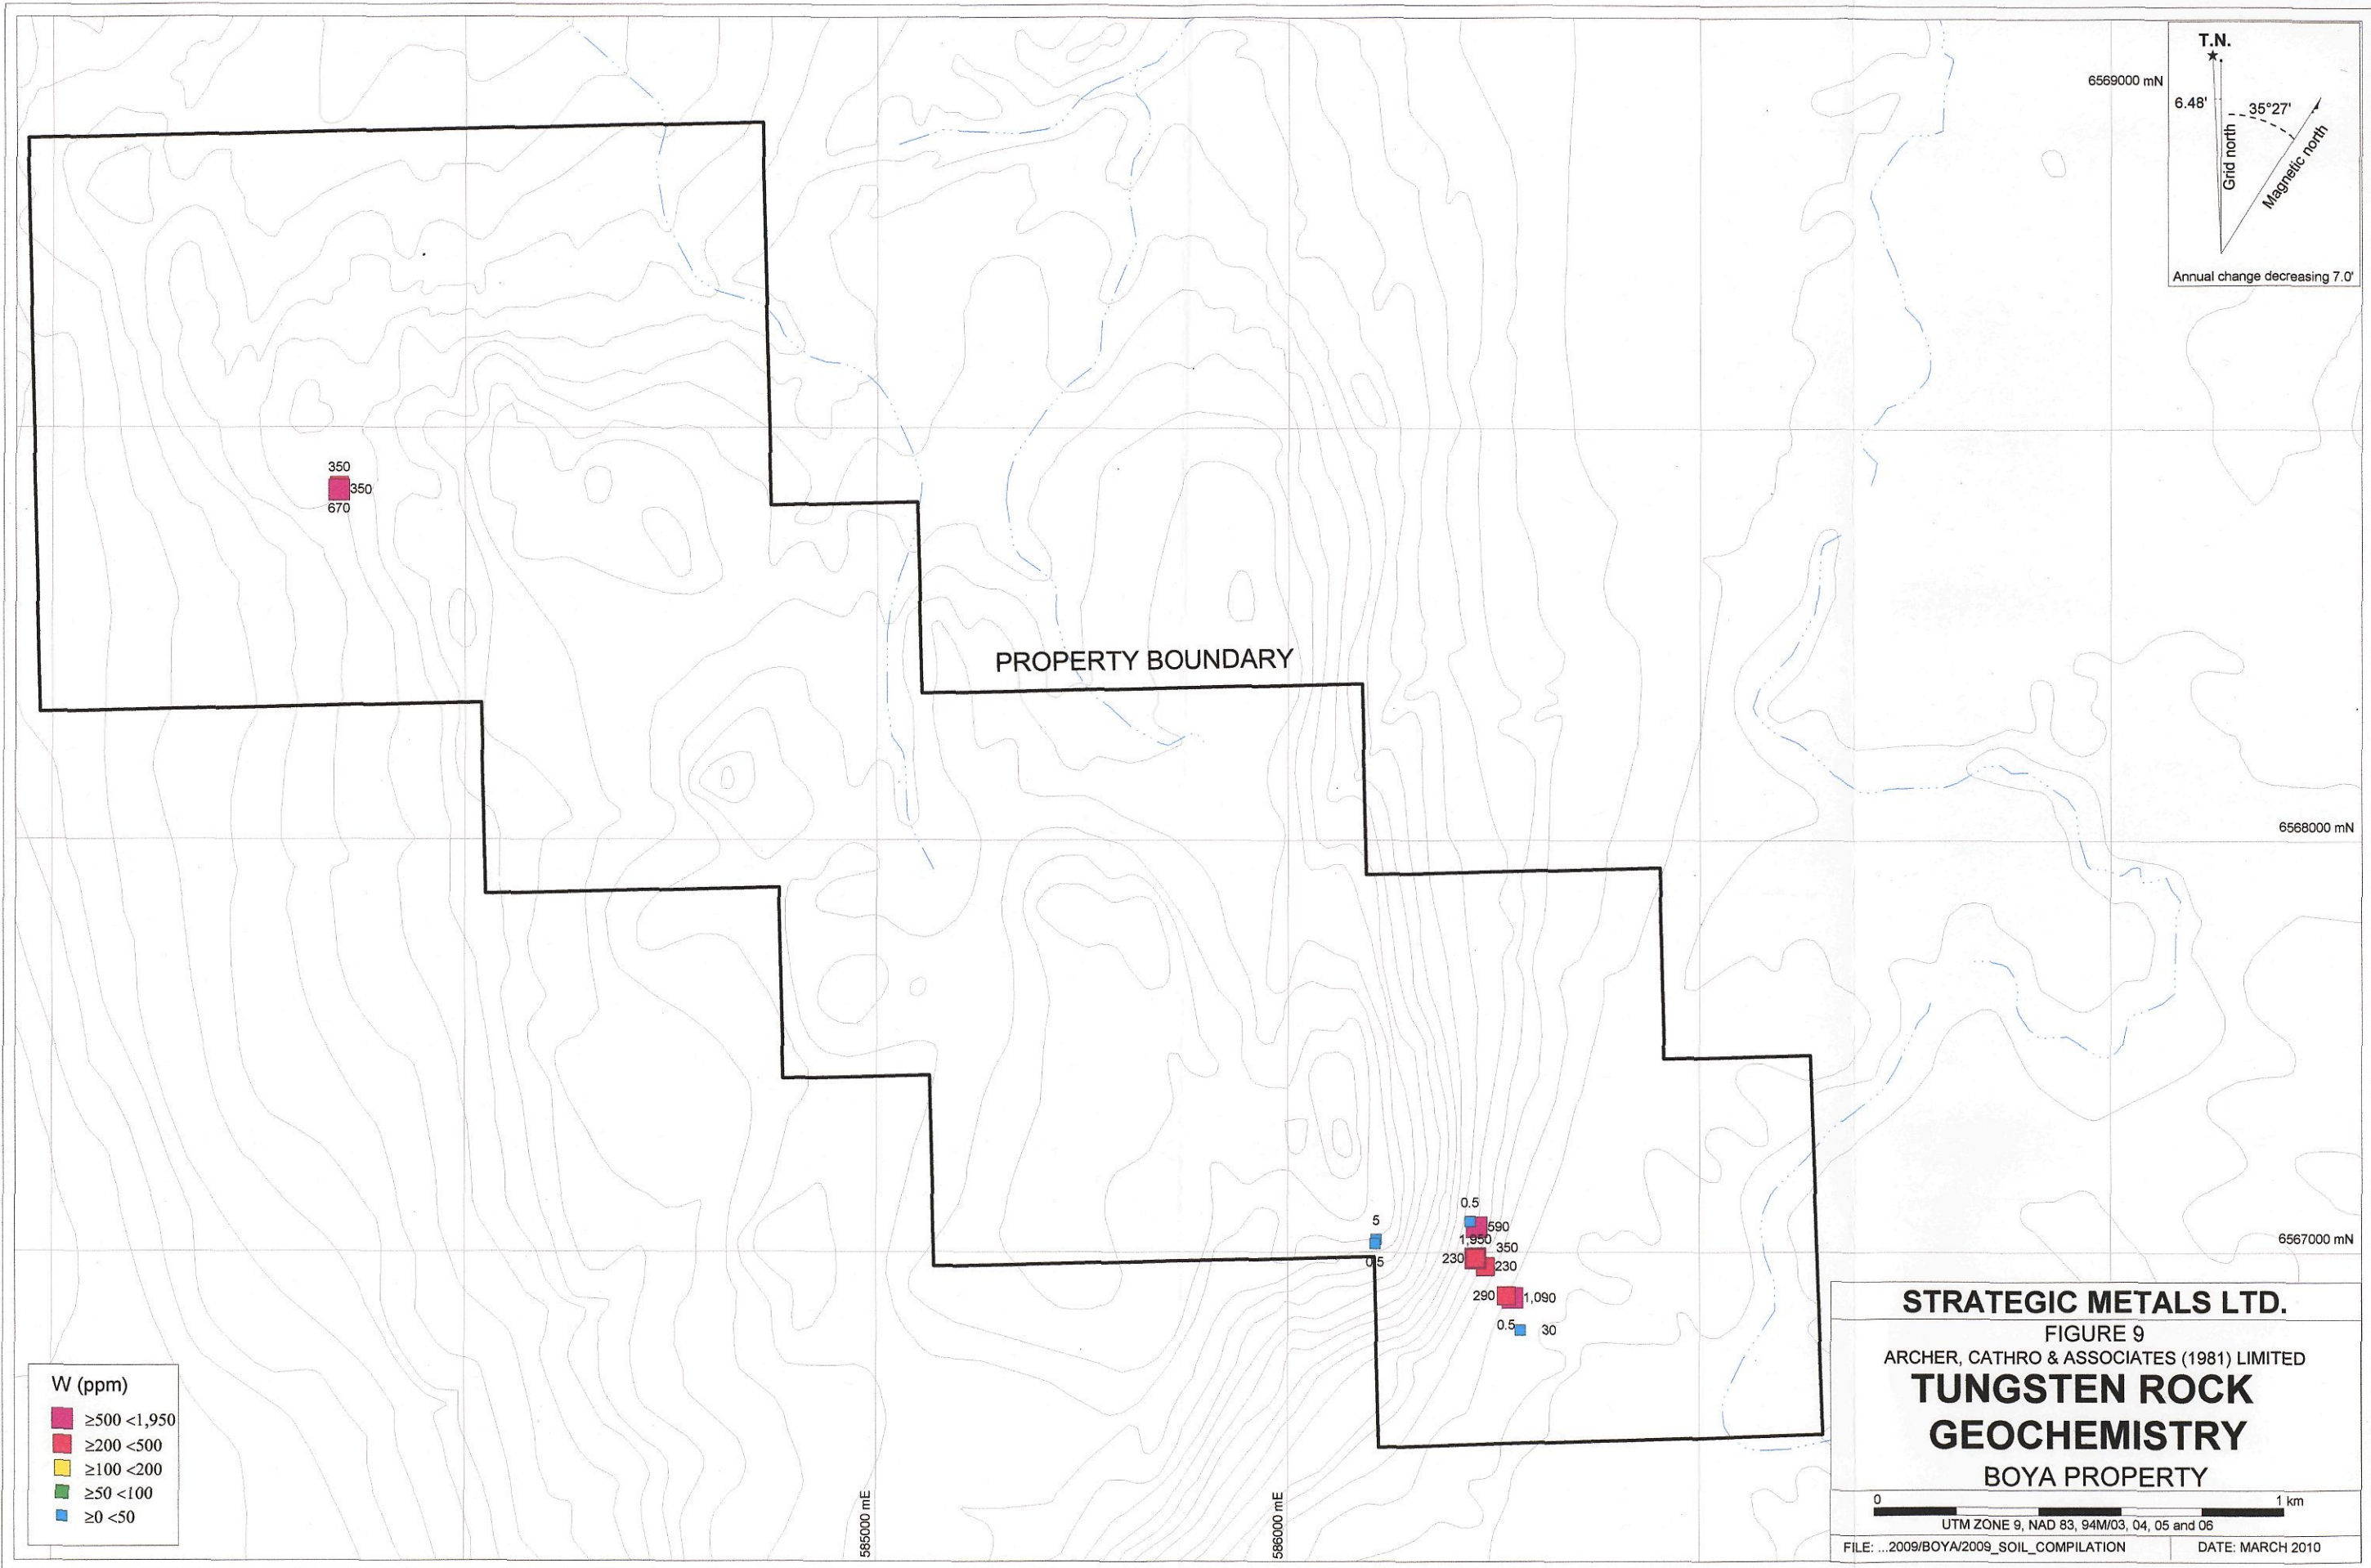 T.N.
6569000 mN
6.48'
35°27'
Grid north
Magnetic north
Annual change decreasing 7.0'
350
350
670
PROPERTY BOUNDARY
6568000 mN
0.5
5
590
1,950
350
6567000 mN
230
0.5
230
290
1,090
0.5
30
STRATEGIC METALS LTD.
FIGURE 9
ARCHER, CATHRO & ASSOCIATES (1981) LIMITED
TUNGSTEN ROCK
GEOCHEMISTRY
BOYA PROPERTY
0
1 km
UTM ZONE 9, NAD 83, 94M/03, 04, 05 and 06
FILE: ...2009/BOYA/2009_SOIL_COMPILATION
DATE: MARCH 2010
W (ppm)
≥500 <1,950
≥200 <500
≥100 <200
≥50 <100
≥0 <50
585000 mE
586000 mE